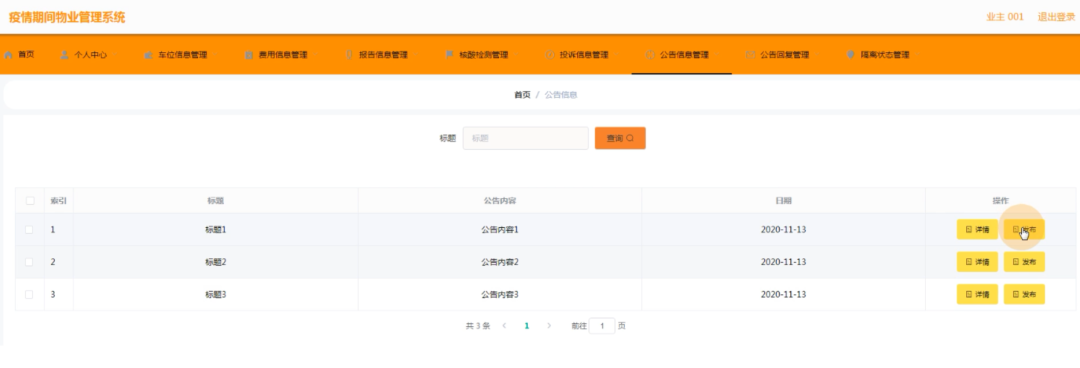 疫情期间物业管理系统 业主 001 退出登录
首页 个人中心 车位信息管理 费用信息管理 报告信息管理 核酸检测管理 投诉信息管理 公告信息管理 公告回复管理 隔离状态管理
首页 / 公告信息
标题 标题 查询
索引 标题 公告内容 日期 操作
1 标题1 公告内容1 2020-11-13 详情 发布
2 标题2 公告内容2 2020-11-13 详情 发布
3 标题3 公告内容3 2020-11-13 详情 发布
共 3 条 < 1 > 前往 1 页